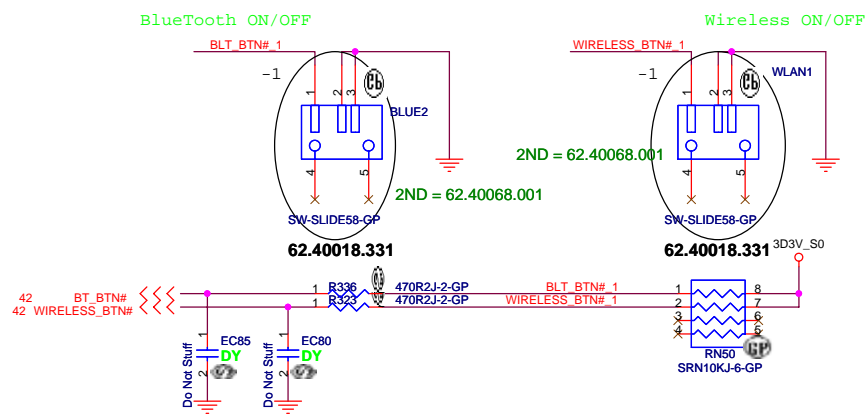 BlueTooth ON/OFF
Wireless ON/OFF
BLT_BTN#_1
WIRELESS_BTN#_1
-1
-1
WLAN1
1
2
3
1
2
3
BLUE2
2ND = 62.40068.001
4
5
4
5
2ND = 62.40068.001
SW-SLIDE58-GP
SW-SLIDE58-GP
62.40018.331
62.40018.331
3D3V_S0
42 BT_BTN#
1 R336 470R2J-2-GP
BLT_BTN#_1
1 8
42 WIRELESS_BTN#
1 R323 470R2J-2-GP
WIRELESS_BTN#_1
2 7
3 6
4 5
1
EC85
DY
2
Do Not Stuff
1
EC80
DY
2
Do Not Stuff
GP
RN50
SRN10KJ-6-GP